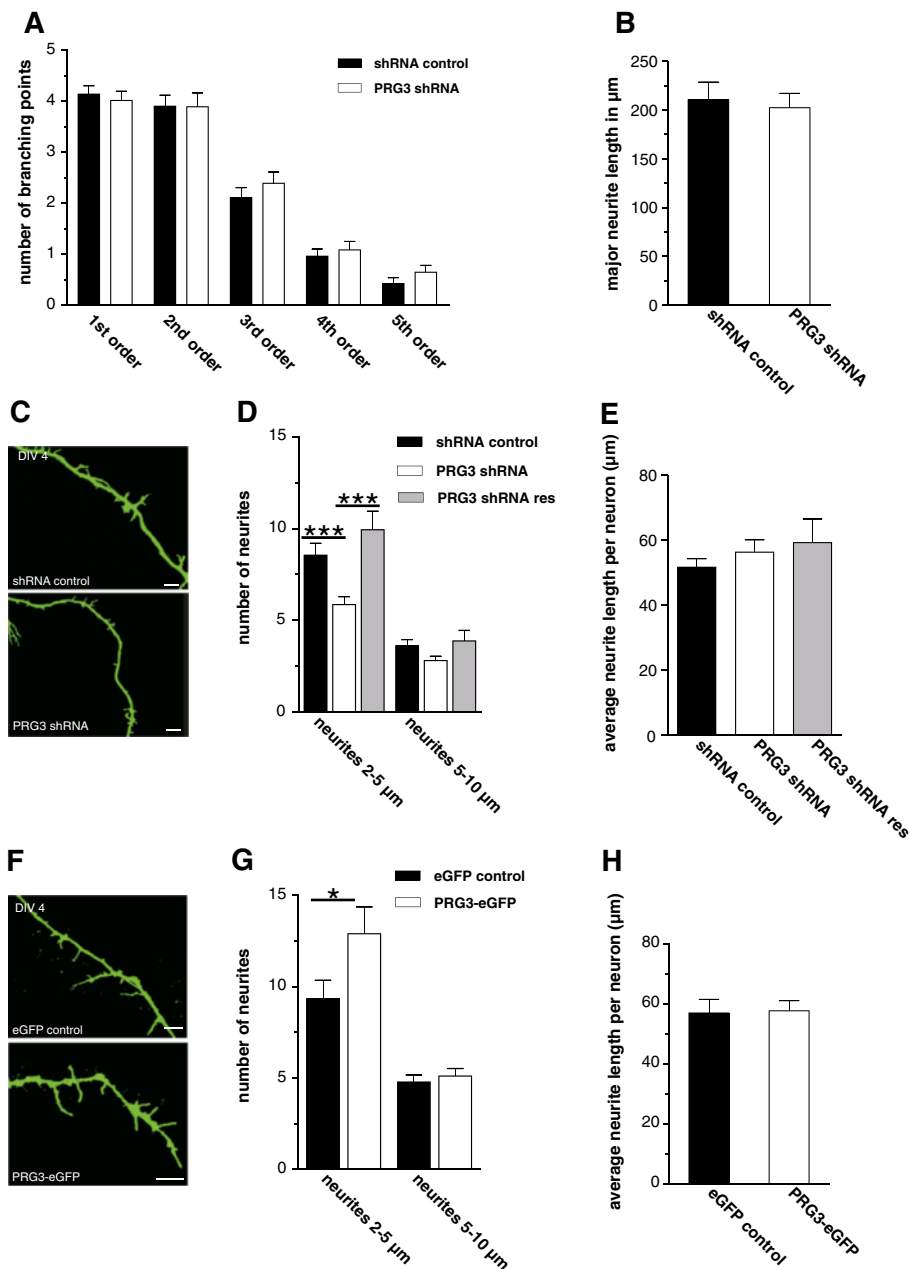 A
number of branching points
5
4
3
2
1
0
shRNA control
PRG3 shRNA
1st order
2nd order
3rd order
4th order
5th order
B
major neurite length in µm
250
200
150
100
50
0
shRNA control
PRG3 shRNA
C
DIV 4
shRNA control
PRG3 shRNA
D
number of neurites
15
10
5
0
shRNA control
PRG3 shRNA
PRG3 shRNA res
***
***
neurites 2-5 µm
neurites 5-10 µm
E
average neurite length per neuron (µm)
80
60
40
20
0
shRNA control
PRG3 shRNA
PRG3 shRNA res
F
DIV 4
eGFP control
PRG3-eGFP
G
number of neurites
15
10
5
0
eGFP control
PRG3-eGFP
*
neurites 2-5 µm
neurites 5-10 µm
H
average neurite length per neuron (µm)
80
60
40
20
0
eGFP control
PRG3-eGFP